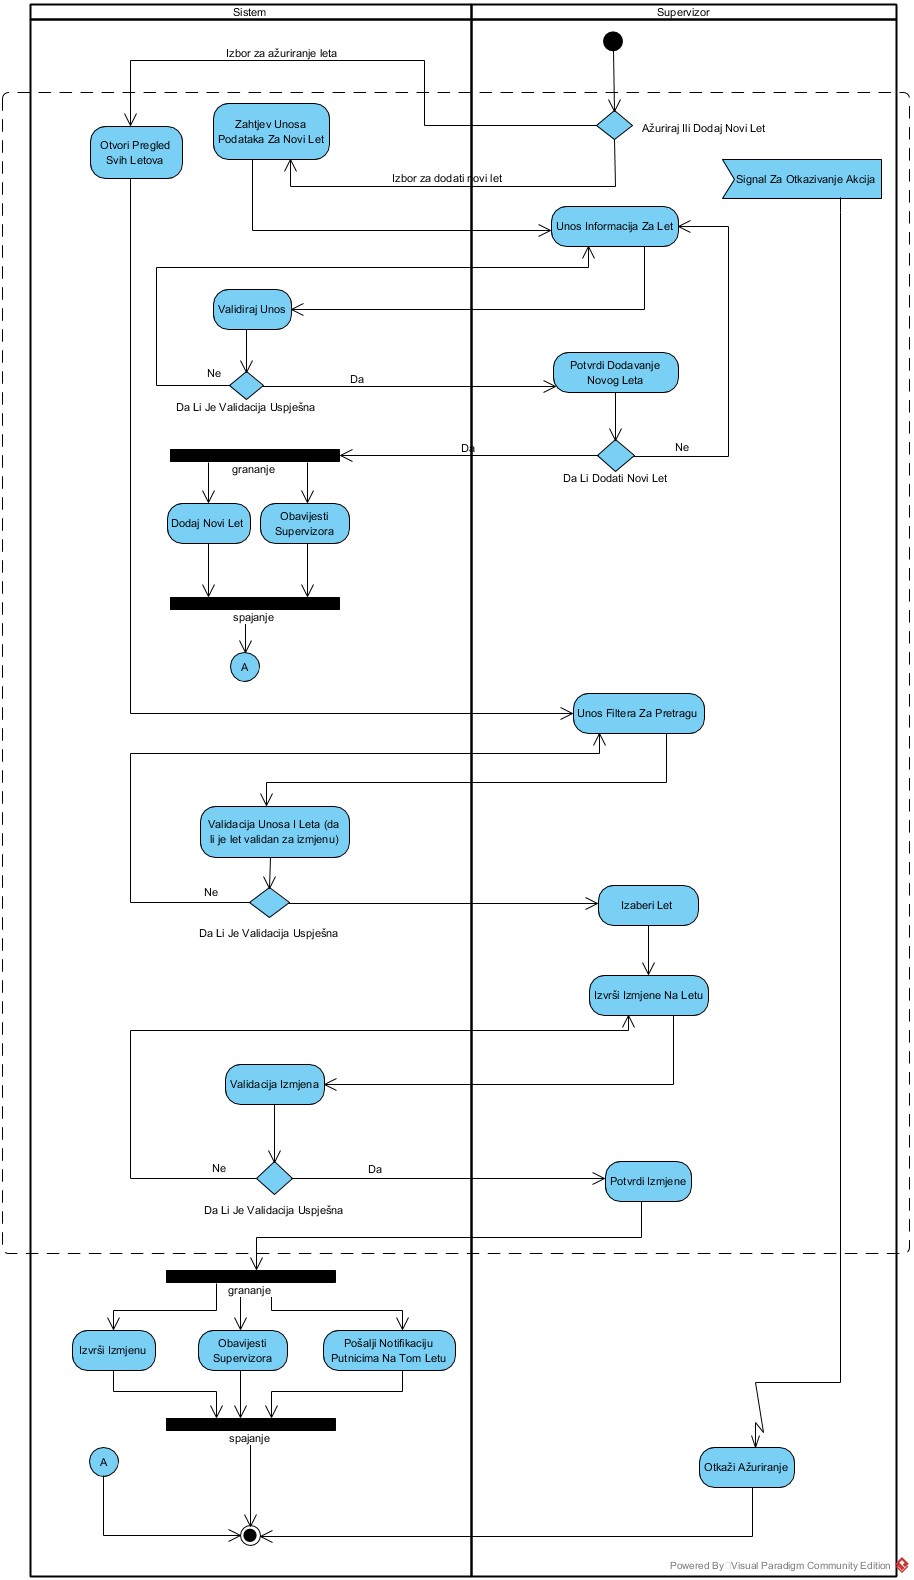 Sistem
Supervizor
Izbor za ažuriranje leta
Zahtjev Unosa
Podataka Za Novi Let
Ažuriraj Ili Dodaj Novi Let
Otvori Pregled
Svih Letova
Izbor za dodati novi let
Signal Za Otkazivanje Akcija
Unos Informacija Za Let
Validiraj Unos
Potvrdi Dodavanje
Novog Leta
Ne
Da
Da Li Je Validacija Uspješna
Da
Ne
Da Li Dodati Novi Let
grananje
Dodaj Novi Let
Obavijesti
Supervizora
spajanje
A
Unos Filtera Za Pretragu
Validacija Unosa I Leta (da
li je let validan za izmjenu)
Ne
Da Li Je Validacija Uspješna
Izaberi Let
Izvrši Izmjene Na Letu
Validacija Izmjena
Ne
Da
Da Li Je Validacija Uspješna
Potvrdi Izmjene
grananje
Izvrši Izmjenu
Obavijesti
Supervizora
Pošalji Notifikaciju
Putnicima Na Tom Letu
spajanje
A
Otkaži Ažuriranje
Powered By Visual Paradigm Community Edition